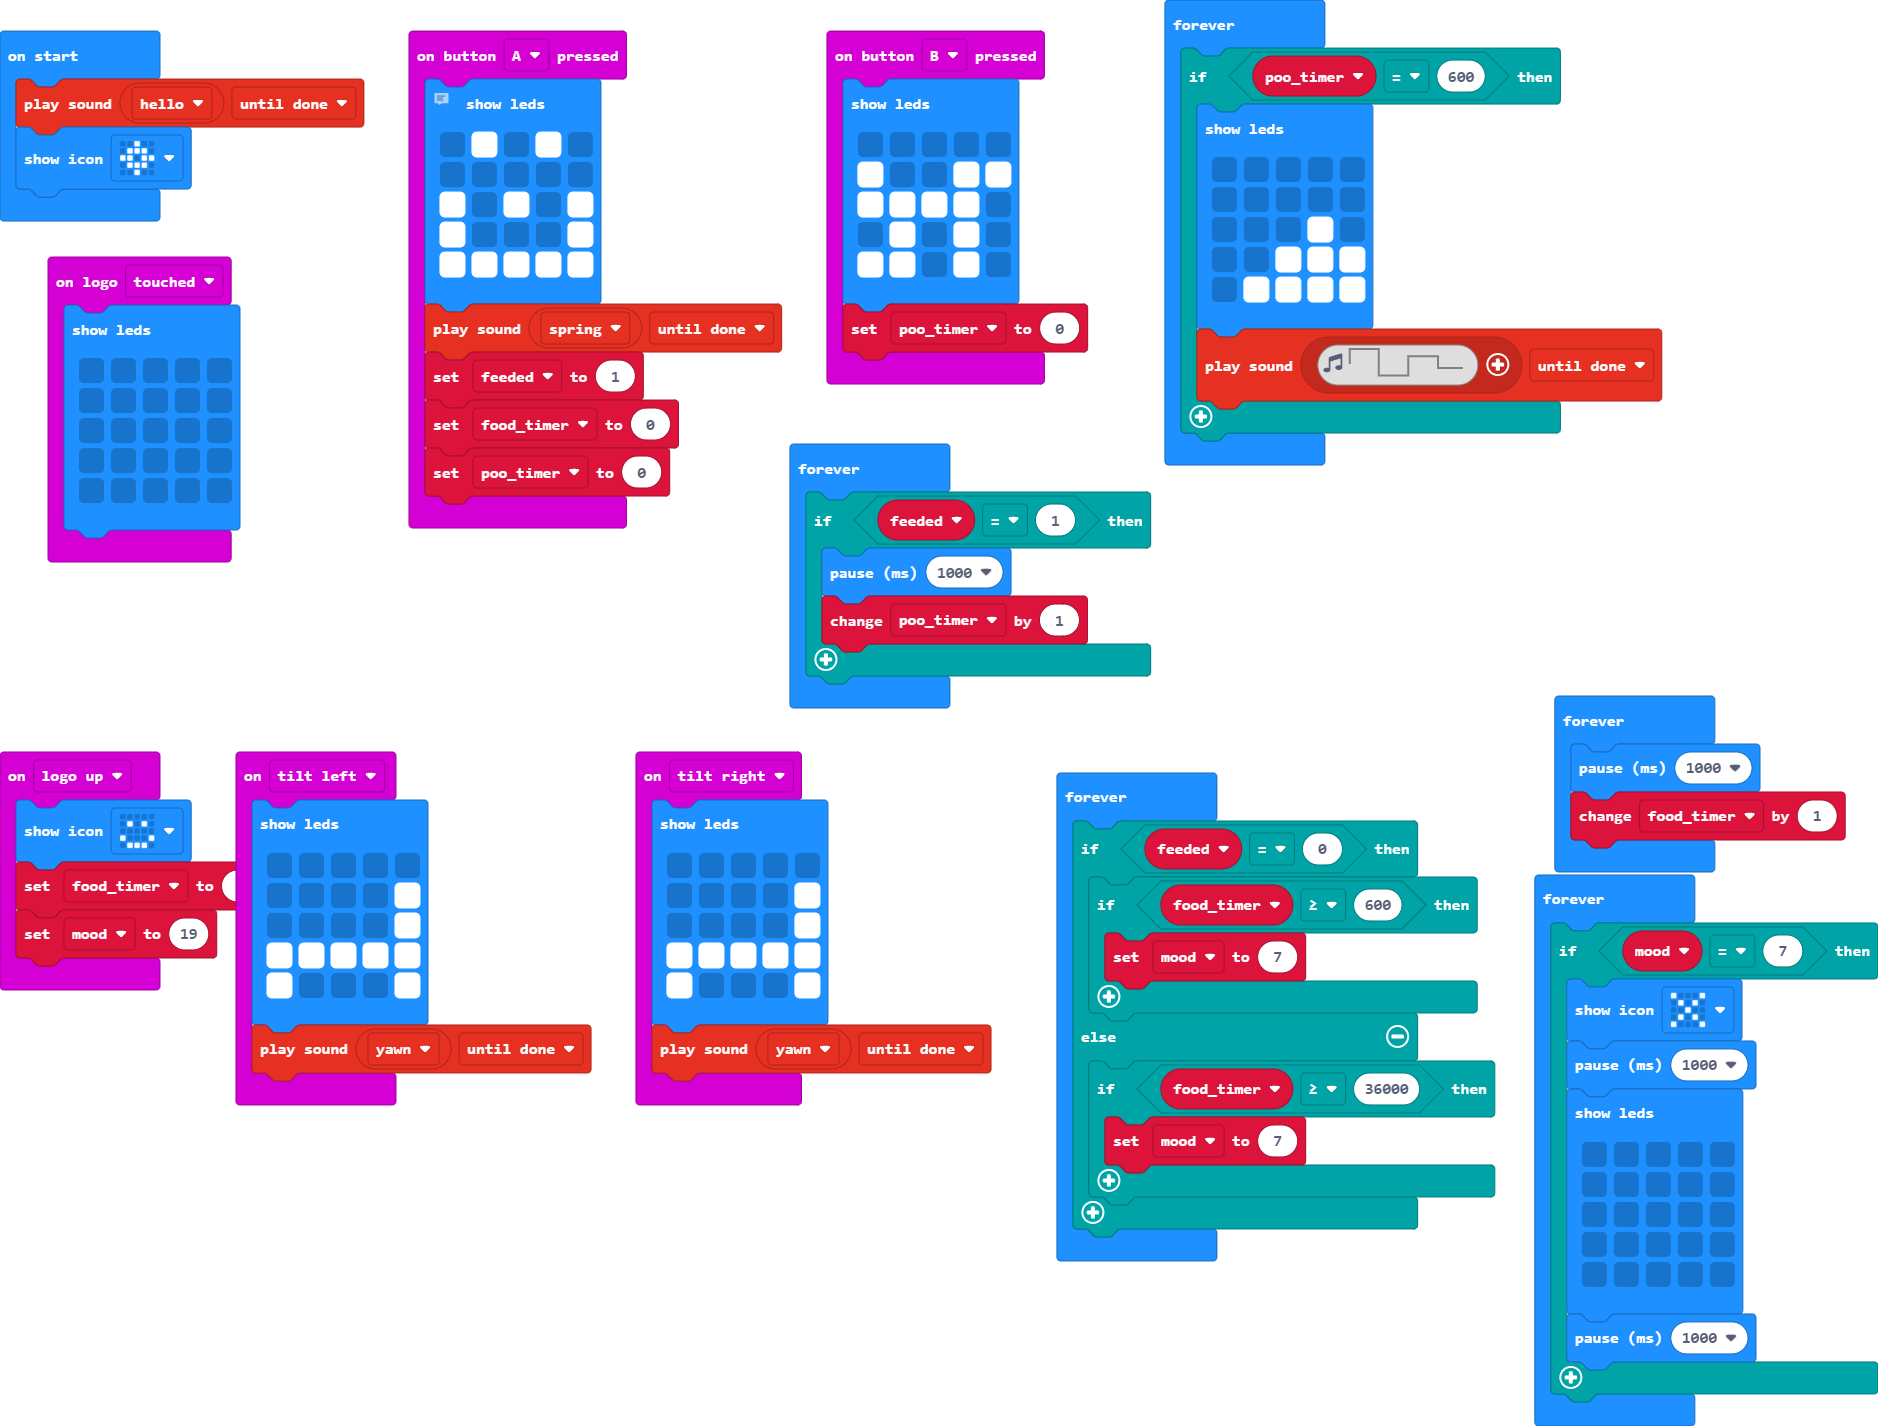 on start
play sound hello until done
show icon
on logo touched
show leds
on button A pressed
show leds
play sound spring until done
set feeded to 1
set food_timer to 0
set poo_timer to 0
on button B pressed
show leds
set poo_timer to 0
forever
if poo_timer = 600 then
show leds
play sound until done
forever
if feeded = 1 then
pause (ms) 1000
change poo_timer by 1
on logo up
show icon
set food_timer to
set mood to 19
on tilt left
show leds
play sound yawn until done
on tilt right
show leds
play sound yawn until done
forever
if feeded = 0 then
if food_timer ≥ 600 then
set mood to 7
else
if food_timer ≥ 36000 then
set mood to 7
forever
pause (ms) 1000
change food_timer by 1
forever
if mood = 7 then
show icon
pause (ms) 1000
show leds
pause (ms) 1000